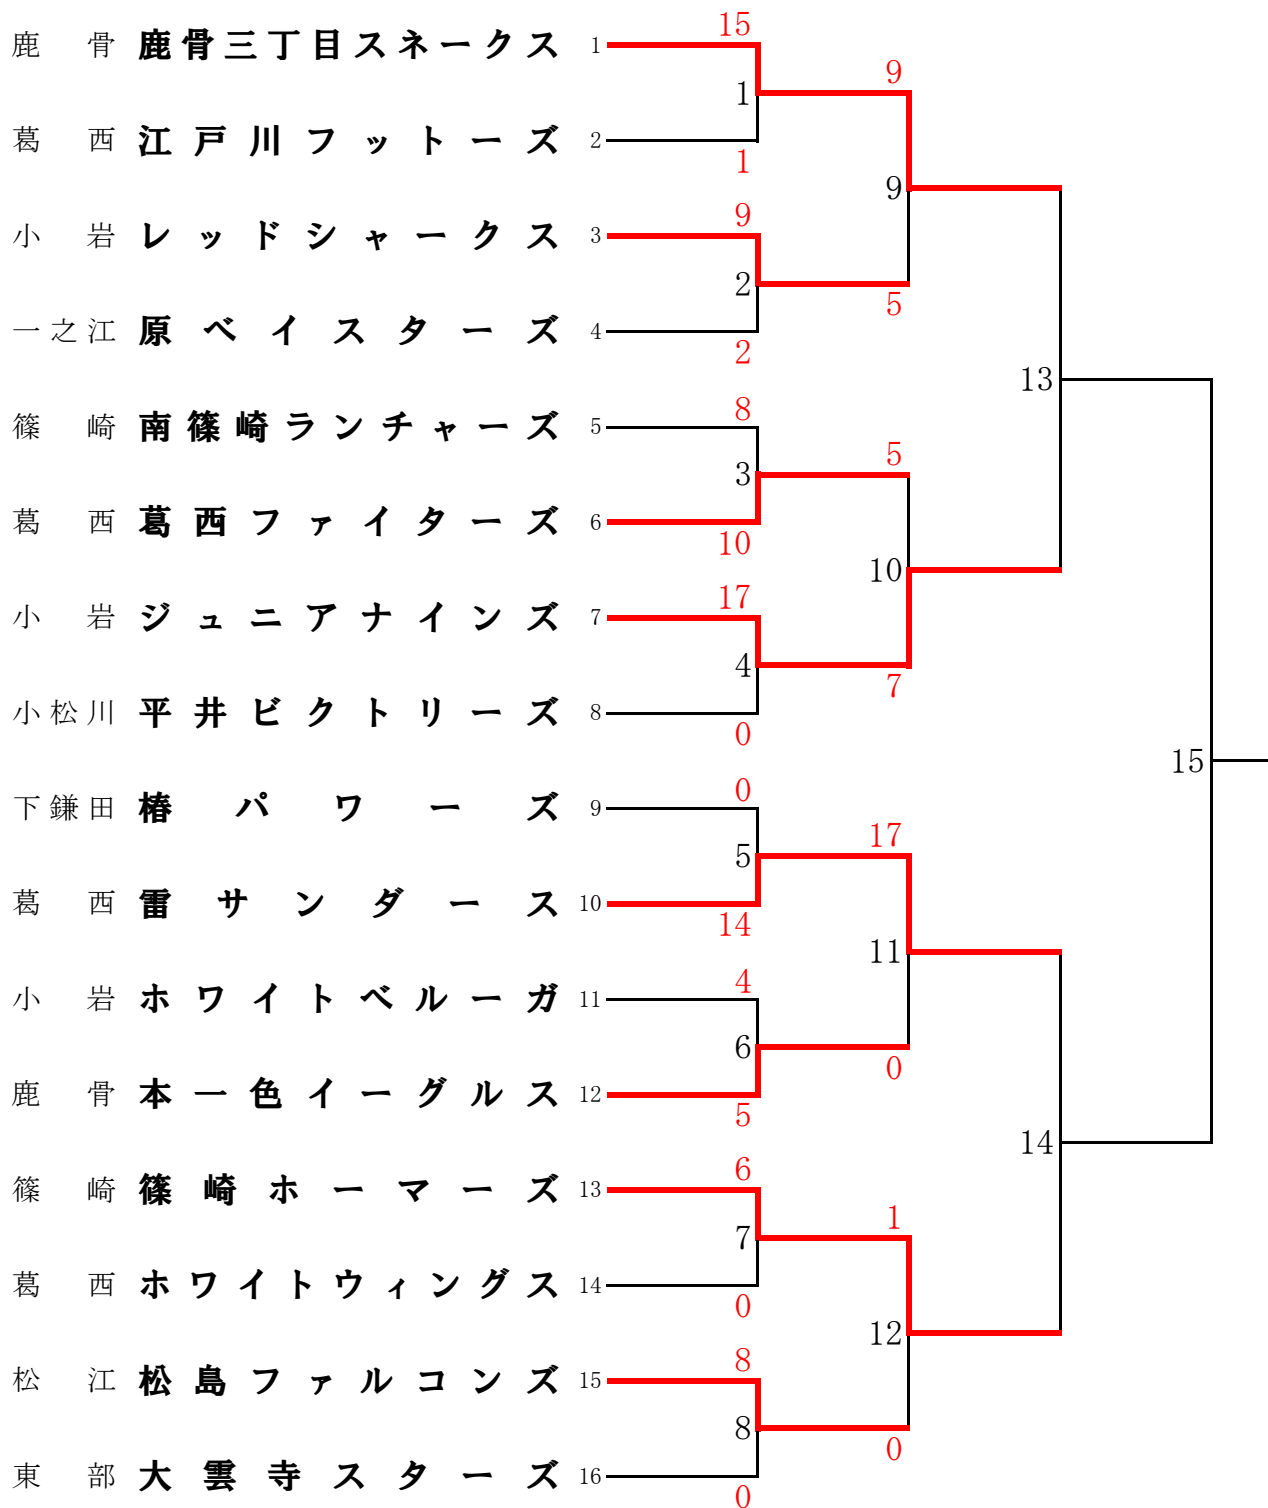 15
鹿骨 鹿骨三丁目スネークス 1
9
1
葛西 江戸川フットーズ 2
1
9
9
小岩 レッドシャークス 3
2
5
一之江 原ベイスターズ 4
2
13
8
篠崎 南篠崎ランチャーズ 5
5
3
葛西 葛西ファイターズ 6
10
10
17
小岩 ジュニアナインズ 7
4
7
小松川 平井ビクトリーズ 8
0
15
0
下鎌田 椿パワーズ 9
17
5
葛西 雷サンダース 10
14
11
4
小岩 ホワイトベルーガ 11
6
0
鹿骨 本一色イーグルス 12
5
14
6
篠崎 篠崎ホーマーズ 13
1
7
葛西 ホワイトウィングス 14
0
12
8
松江 松島ファルコンズ 15
8
0
東部 大雲寺スターズ 16
0